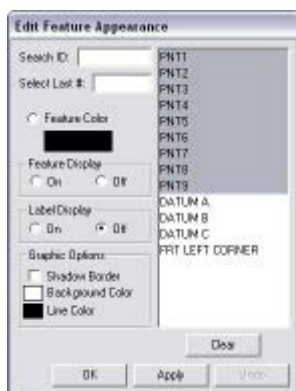 Edit Feature Appearance
Search ID:
Select Last #:
Feature Color
Feature Display
On Off
Label Display
On Off
Graphic Options
Shadow Border
Background Color
Line Color
PNT1
PNT2
PNT3
PNT4
PNT5
PNT6
PNT7
PNT8
PNT9
DATUM A
DATUM B
DATUM C
FRT LEFT CORNER
Clear
OK Apply Undo